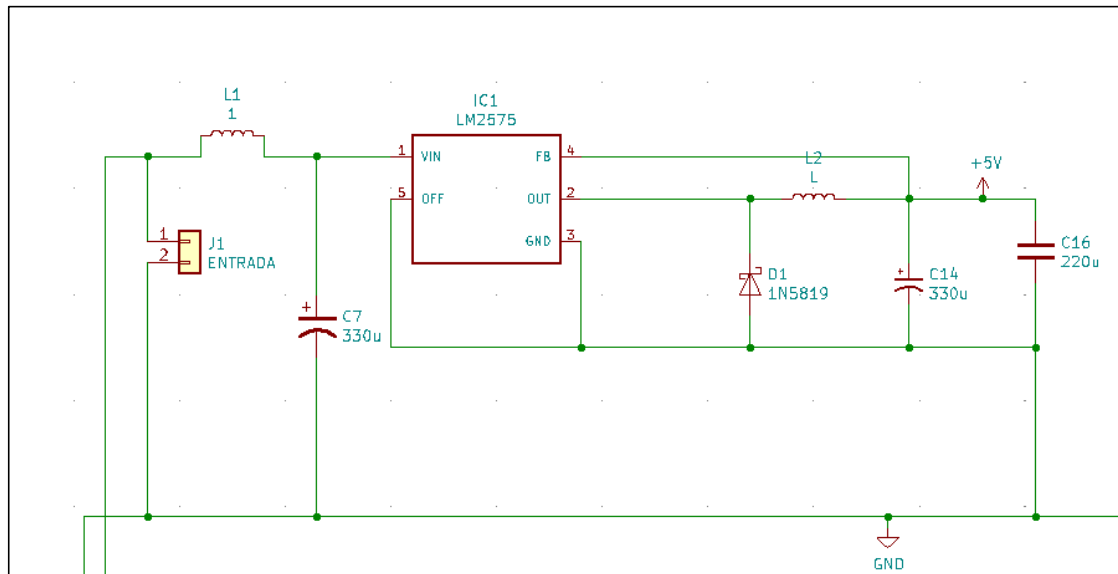 L1
1
IC1
LM2575
1 VIN FB 4
5 OFF OUT 2
GND 3
L2
L
+5V
1
2
J1
ENTRADA
C7
330u
D1
1N5819
C14
330u
C16
220u
GND